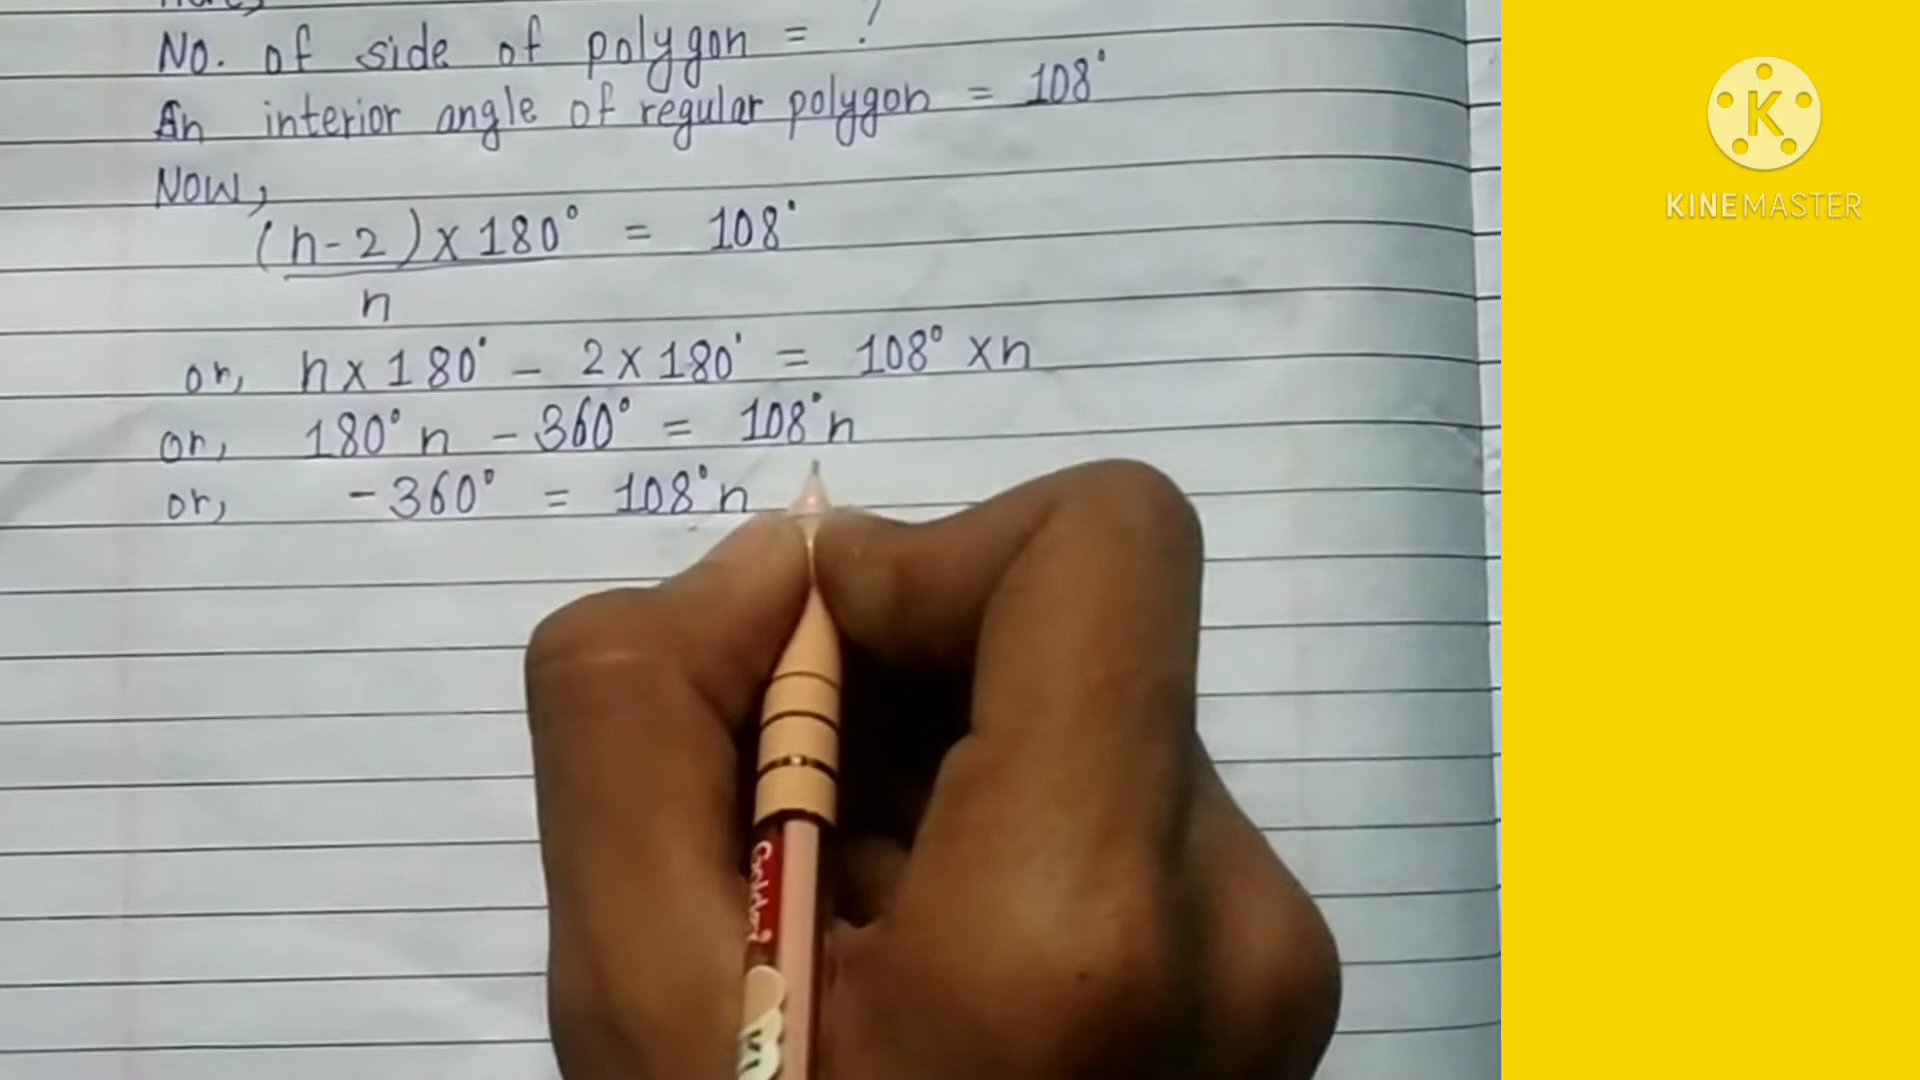 No. of side of polygon = ?
An interior angle of regular polygon = 108°
Now,
(n-2)×180° = 108°
n
or, n×180° - 2×180° = 108° ×n
or, 180°n - 360° = 108°n
or, -360° = 108°n
KINEMASTER